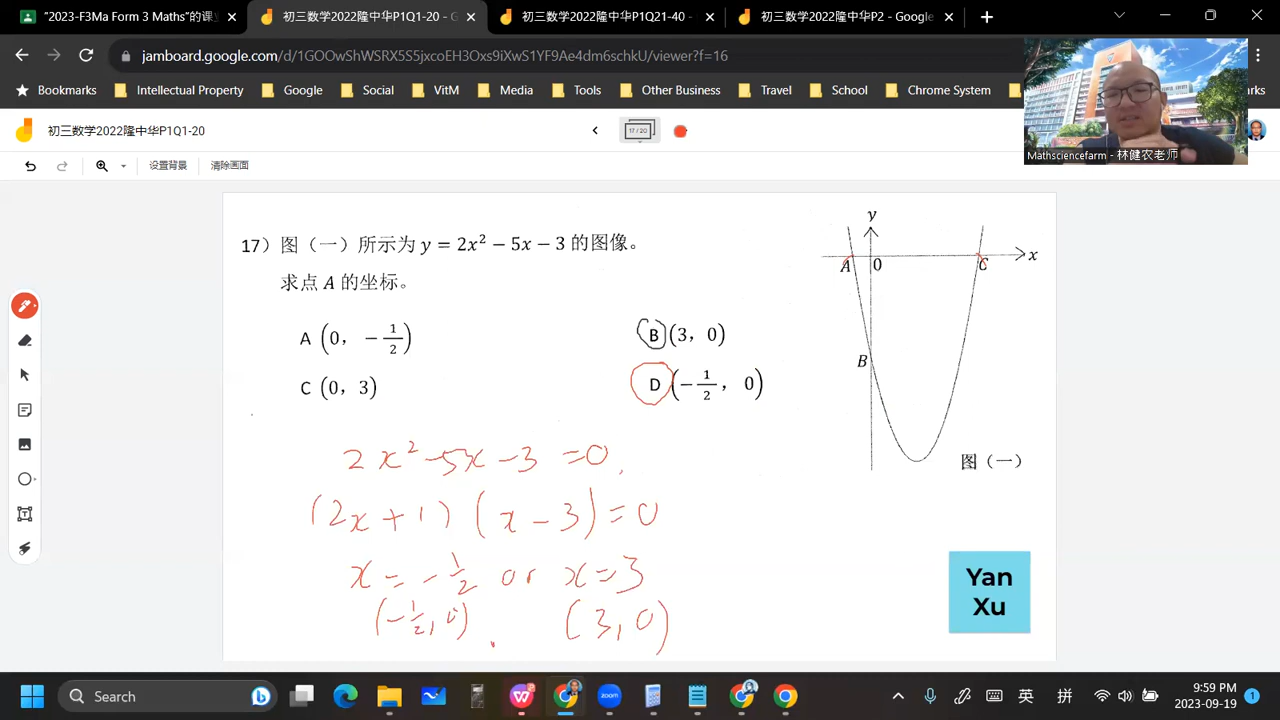 "2023-F3Ma Form 3 Maths"的课堂
初三数学2022隆中华P1Q1-20 - G
初三数学2022隆中华P1Q21-40 -
初三数学2022隆中华P2 - Google
jamboard.google.com/d/1GOOwShWSRX5S5jxcoEH3Oxs9iXwS1YF9Ae4dm6schkU/viewer?f=16
Bookmarks Intellectual Property Google Social VitM Media Tools Other Business Travel School Chrome System
初三数学2022隆中华P1Q1-20
17/20
设置背景 清除画面
Mathsciencefarm - 林健农老师
17）图（一）所示为 y = 2x² − 5x − 3 的图像。
求点 A 的坐标。
A (0, −1/2)
B (3, 0)
C (0, 3)
D (−1/2, 0)
y
x
A 0 C
B
图（一）
2x² −5x −3 = 0
(2x + 1) (x − 3) = 0
x = −1/2 or x = 3
(−1/2, 0) (3, 0)
Yan
Xu
Search
英 拼
9:59 PM
2023-09-19
1